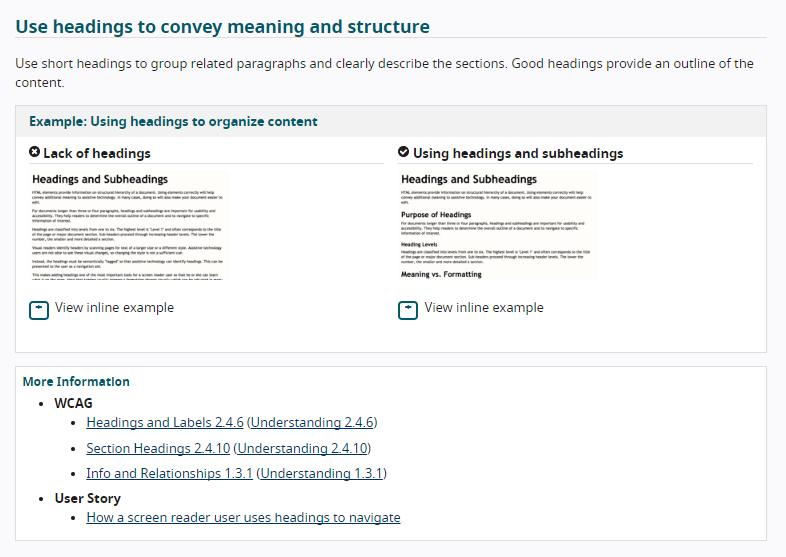 Use headings to convey meaning and structure
Use short headings to group related paragraphs and clearly describe the sections. Good headings provide an outline of the
content.
Example: Using headings to organize content
Lack of headings
Headings and Subheadings
HTML elements provide information on structural hierarchy of a document. Using elements correctly will help
convey additional meaning to assistive technology. In many cases, doing so will also make your document easier to
edit.
For documents longer than three or four paragraphs, headings and subheadings are important for usability and
accessibility. They help readers to determine the overall outline of a document and to navigate to specific
information of interest.
Headings are classified into levels from one to six. The highest level is "Level 1" and often corresponds to the title
of the page or major document section. Sub-headers proceed through increasing header levels. The lower the
number, the smaller and more detailed a section.
Visual readers identify headers by scanning pages for text of a larger size or a different style. Assistive technology
users are not able to see these visual changes, so changing the style is not a sufficient cue.
Instead, the headings must be semantically "tagged" so that assistive technology can identify headings. This can be
presented to the user as a navigation aid.
This makes adding headings one of the most important tools for a screen reader user so that he or she can learn
View inline example
Using headings and subheadings
Headings and Subheadings
HTML elements provide information on structural hierarchy of a document. Using elements correctly will help
convey additional meaning to assistive technology. In many cases, doing so will also make your document easier to
edit.
Purpose of Headings
For documents longer than three or four paragraphs, headings and subheadings are important for usability and
accessibility. They help readers to determine the overall outline of a document and to navigate to specific
information of interest.
Heading Levels
Headings are classified into levels from one to six. The highest level is "Level 1" and often corresponds to the title
of the page or major document section. Sub-headers proceed through increasing header levels. The lower the
number, the smaller and more detailed a section.
Meaning vs. Formatting
View inline example
More Information
WCAG
Headings and Labels 2.4.6 (Understanding 2.4.6)
Section Headings 2.4.10 (Understanding 2.4.10)
Info and Relationships 1.3.1 (Understanding 1.3.1)
User Story
How a screen reader user uses headings to navigate